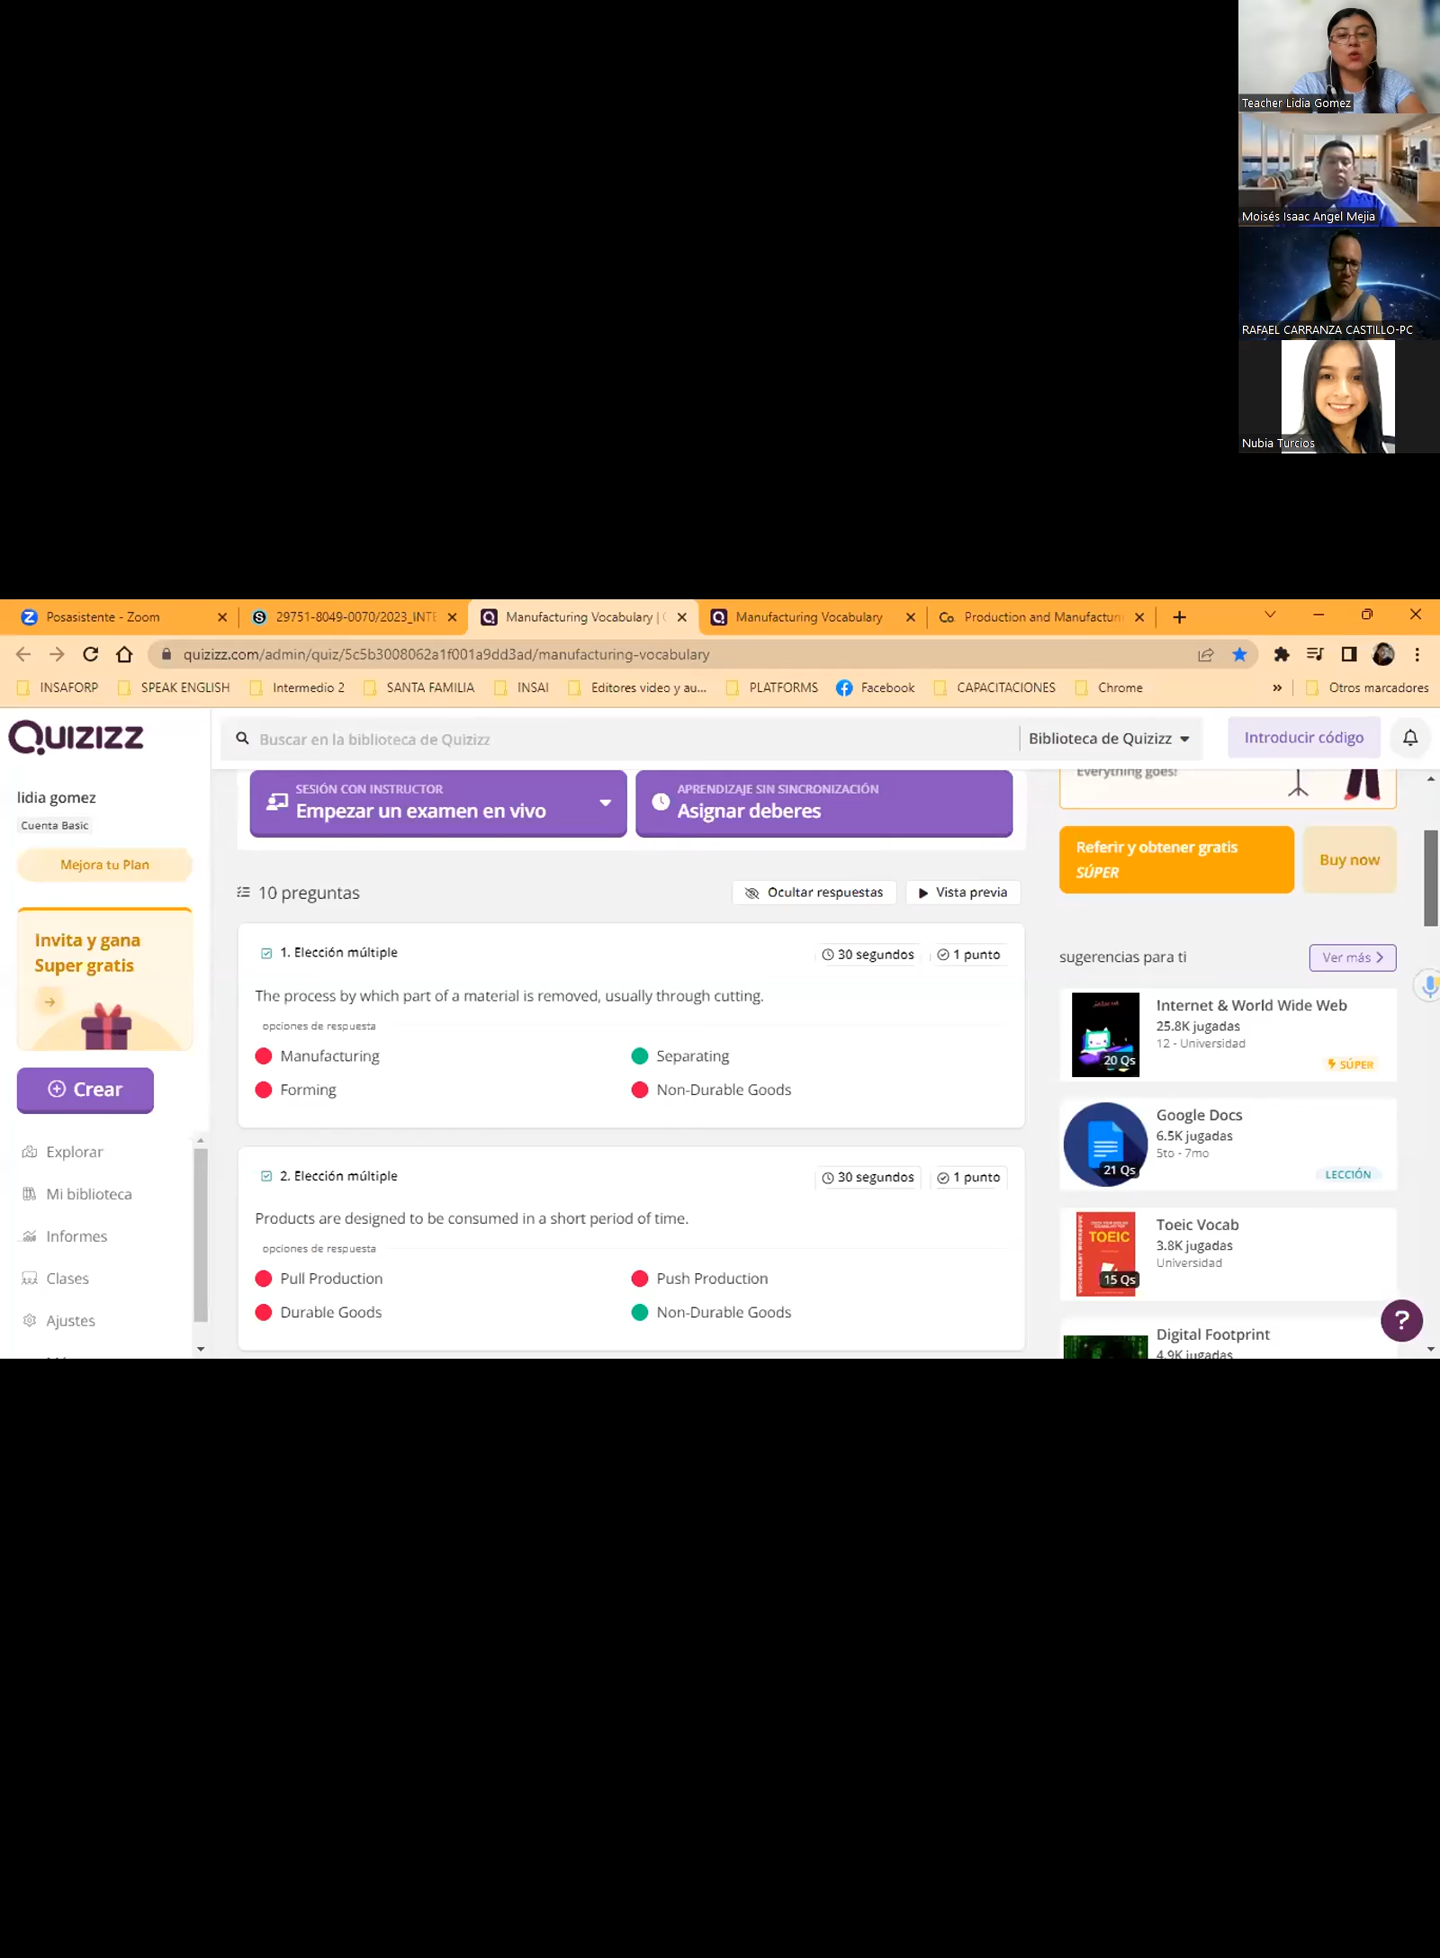 Teacher Lidia Gomez
Moisés Isaac Angel Mejia
RAFAEL CARRANZA CASTILLO-PC
Nubia Turcios
Posasistente - Zoom
29751-8049-0070/2023_INTE
Manufacturing Vocabulary |
Manufacturing Vocabulary
Co. Production and Manufacturin
quizizz.com/admin/quiz/5c5b3008062a1f001a9dd3ad/manufacturing-vocabulary
INSAFORP SPEAK ENGLISH Intermedio 2 SANTA FAMILIA INSAI Editores video y au... PLATFORMS Facebook CAPACITACIONES Chrome » Otros marcadores
QUIZIZZ
Buscar en la biblioteca de Quizizz
Biblioteca de Quizizz
Introducir código
lidia gomez
Cuenta Basic
Mejora tu Plan
Invita y gana
Super gratis
Crear
Explorar
Mi biblioteca
Informes
Clases
Ajustes
SESIÓN CON INSTRUCTOR
Empezar un examen en vivo
APRENDIZAJE SIN SINCRONIZACIÓN
Asignar deberes
10 preguntas
Ocultar respuestas
Vista previa
1. Elección múltiple
30 segundos
1 punto
The process by which part of a material is removed, usually through cutting.
opciones de respuesta
Manufacturing
Separating
Forming
Non-Durable Goods
2. Elección múltiple
30 segundos
1 punto
Products are designed to be consumed in a short period of time.
opciones de respuesta
Pull Production
Push Production
Durable Goods
Non-Durable Goods
Everything goes!
Referir y obtener gratis
SÚPER
Buy now
sugerencias para ti
Ver más
Internet & World Wide Web
25.8K jugadas
12 - Universidad
20 Qs
SÚPER
Google Docs
6.5K jugadas
5to - 7mo
21 Qs
LECCIÓN
Toeic Vocab
3.8K jugadas
Universidad
TOEIC
15 Qs
Digital Footprint
4.9K jugadas
?